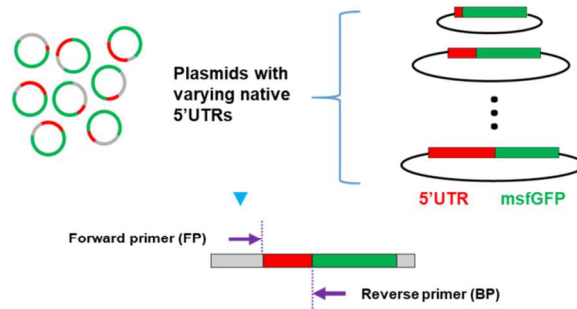 Plasmids with
varying native
5'UTRs
5'UTR msfGFP
Forward primer (FP)
Reverse primer (BP)